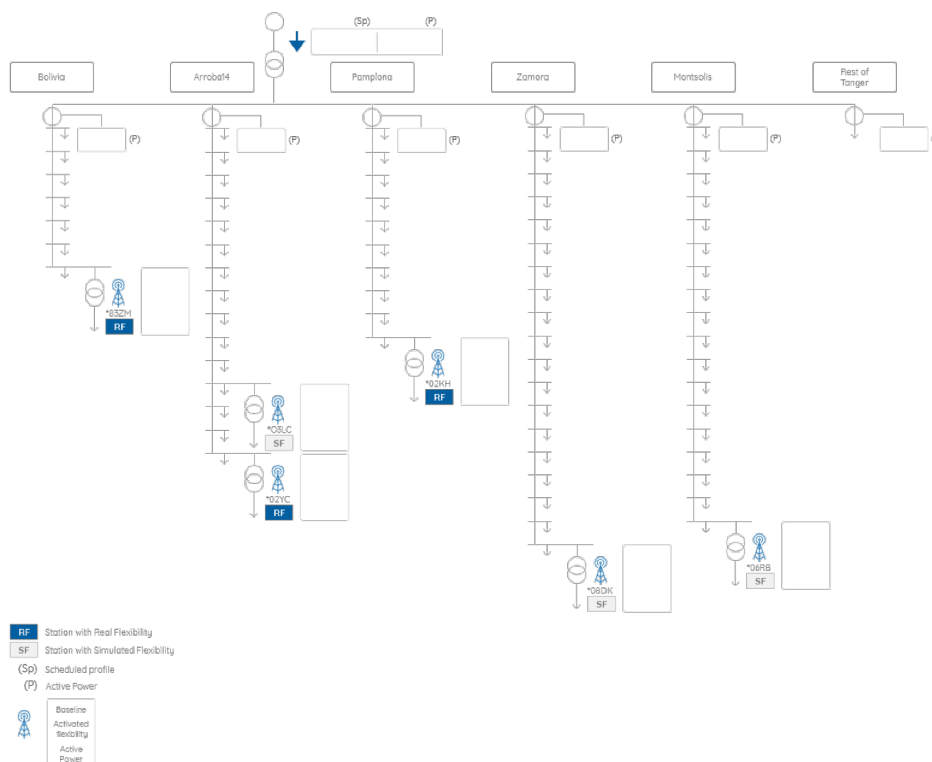 (Sp) (P)
Bolivia
Arroba14
Pamplona
Zamora
Montsolis
Rest of
Tanger
(P)
(P)
(P)
(P)
(P)
*83ZM
RF
*02KH
RF
*03LC
SF
*02YC
RF
*06RB
SF
*08DK
SF
RF Station with Real Flexibility
SF Station with Simulated Flexibility
(Sp) Scheduled profile
(P) Active Power
Baseline
Activated
flexibility
Active
Power